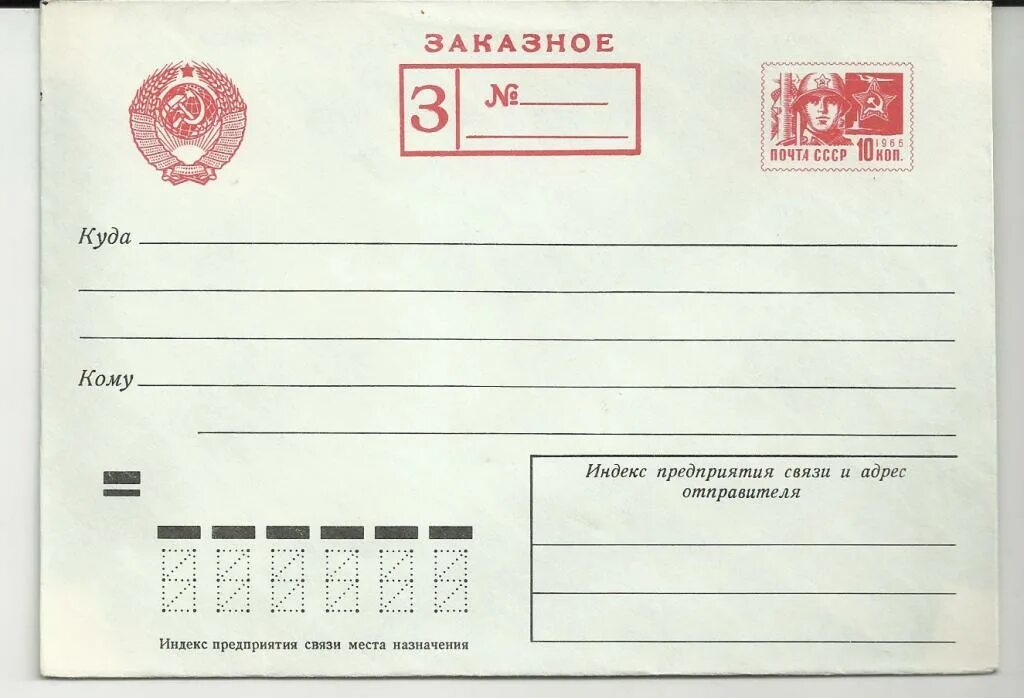 ЗАКАЗНОЕ
З №
ПОЧТА СССР 10 КОП.
1966
Куда
Кому
Индекс предприятия связи и адрес
отправителя
Индекс предприятия связи места назначения